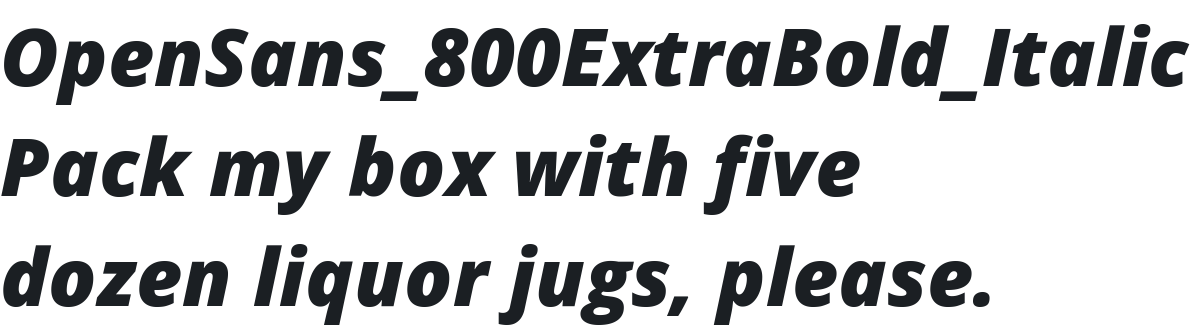 OpenSans_800ExtraBold_Italic
Pack my box with five
dozen liquor jugs, please.